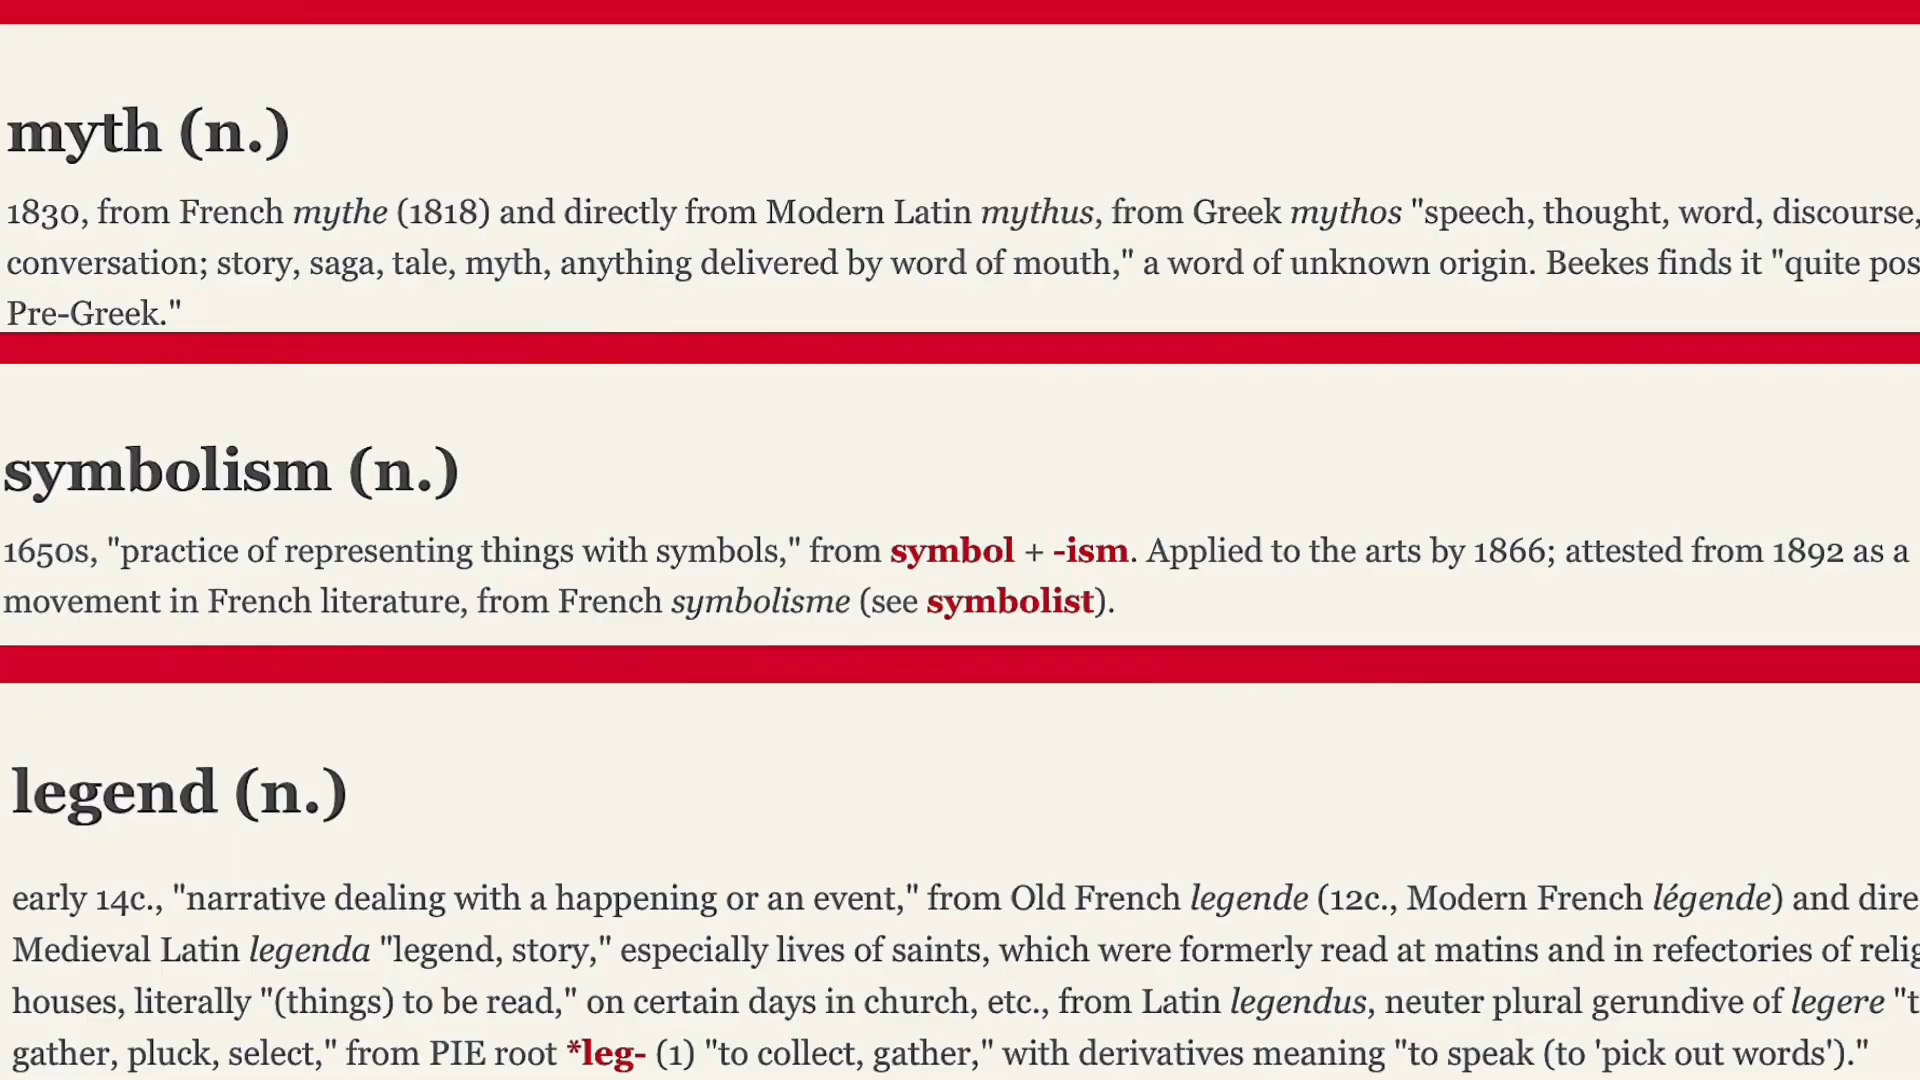 myth (n.)
1830, from French mythe (1818) and directly from Modern Latin mythus, from Greek mythos "speech, thought, word, discourse,
conversation; story, saga, tale, myth, anything delivered by word of mouth," a word of unknown origin. Beekes finds it "quite pos
Pre-Greek."
symbolism (n.)
1650s, "practice of representing things with symbols," from symbol + -ism. Applied to the arts by 1866; attested from 1892 as a
movement in French literature, from French symbolisme (see symbolist).
legend (n.)
early 14c., "narrative dealing with a happening or an event," from Old French legende (12c., Modern French légende) and dire
Medieval Latin legenda "legend, story," especially lives of saints, which were formerly read at matins and in refectories of relig
houses, literally "(things) to be read," on certain days in church, etc., from Latin legendus, neuter plural gerundive of legere "t
gather, pluck, select," from PIE root *leg- (1) "to collect, gather," with derivatives meaning "to speak (to 'pick out words')."